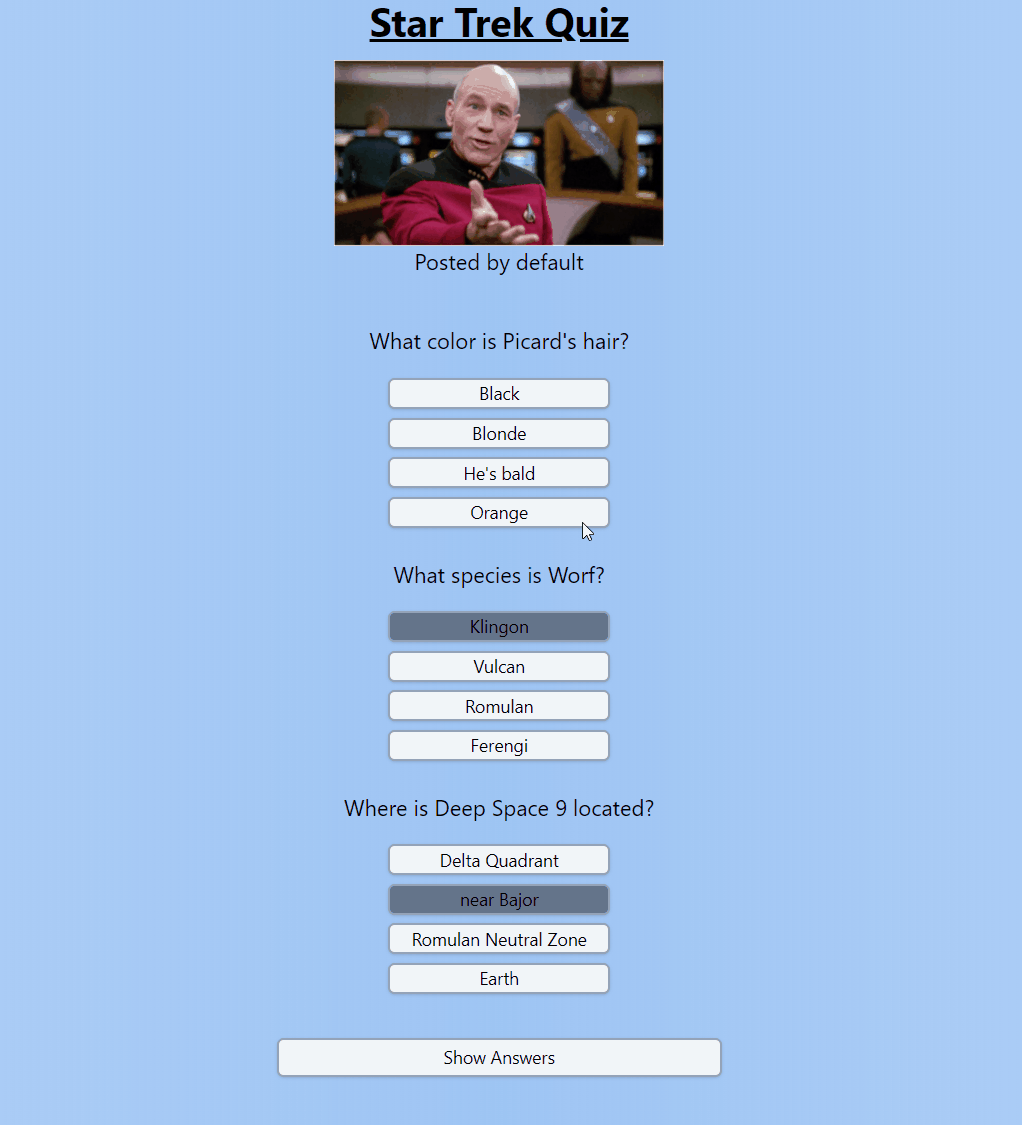 Star Trek Quiz
Posted by default
What color is Picard's hair?
Black
Blonde
He's bald
Orange
What species is Worf?
Klingon
Vulcan
Romulan
Ferengi
Where is Deep Space 9 located?
Delta Quadrant
near Bajor
Romulan Neutral Zone
Earth
Show Answers